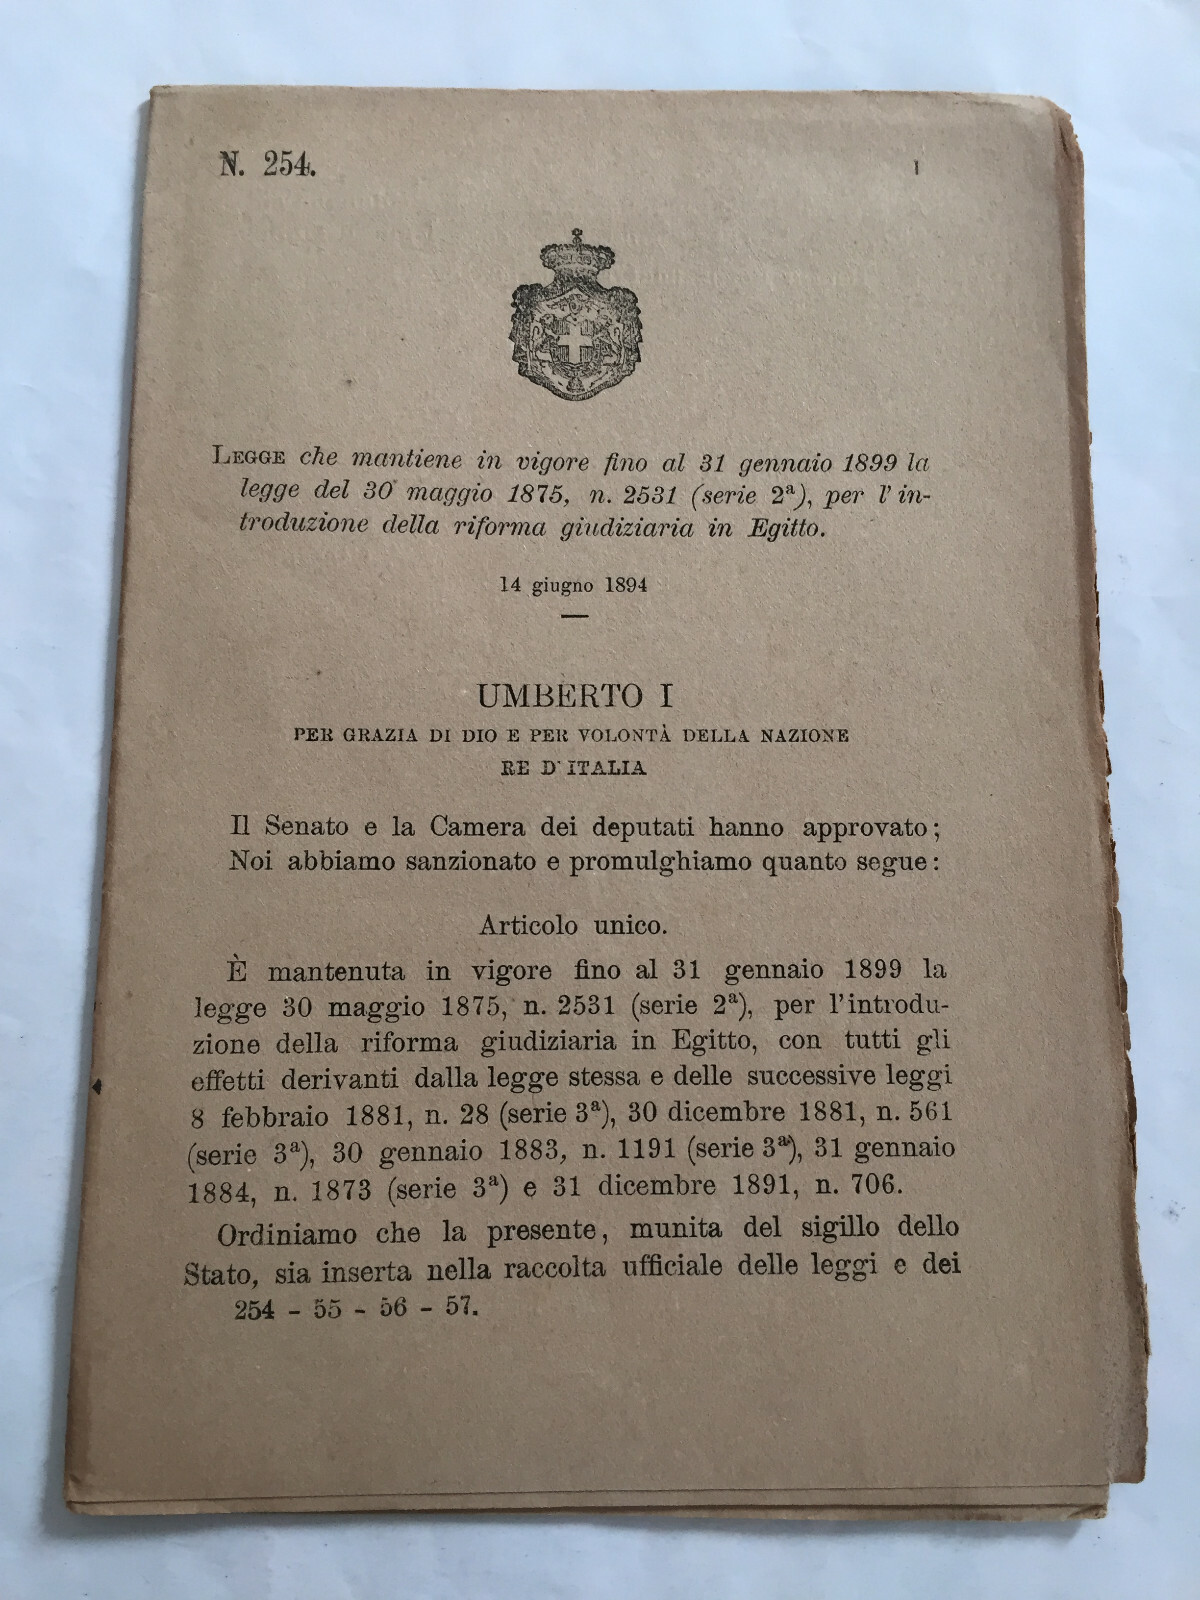 N. 254.
1
LEGGE che mantiene in vigore fino al 31 gennaio 1899 la
legge del 30 maggio 1875, n. 2531 (serie 2ª), per l'in-
troduzione della riforma giudiziaria in Egitto.
14 giugno 1894
UMBERTO I
PER GRAZIA DI DIO E PER VOLONTÀ DELLA NAZIONE
RE D'ITALIA
Il Senato e la Camera dei deputati hanno approvato;
Noi abbiamo sanzionato e promulghiamo quanto segue:
Articolo unico.
È mantenuta in vigore fino al 31 gennaio 1899 la
legge 30 maggio 1875, n. 2531 (serie 2ª), per l'introdu-
zione della riforma giudiziaria in Egitto, con tutti gli
effetti derivanti dalla legge stessa e delle successive leggi
8 febbraio 1881, n. 28 (serie 3ª), 30 dicembre 1881, n. 561
(serie 3ª), 30 gennaio 1883, n. 1191 (serie 3ª), 31 gennaio
1884, n. 1873 (serie 3ª) e 31 dicembre 1891, n. 706.
Ordiniamo che la presente, munita del sigillo dello
Stato, sia inserta nella raccolta ufficiale delle leggi e dei
254 - 55 - 56 - 57.